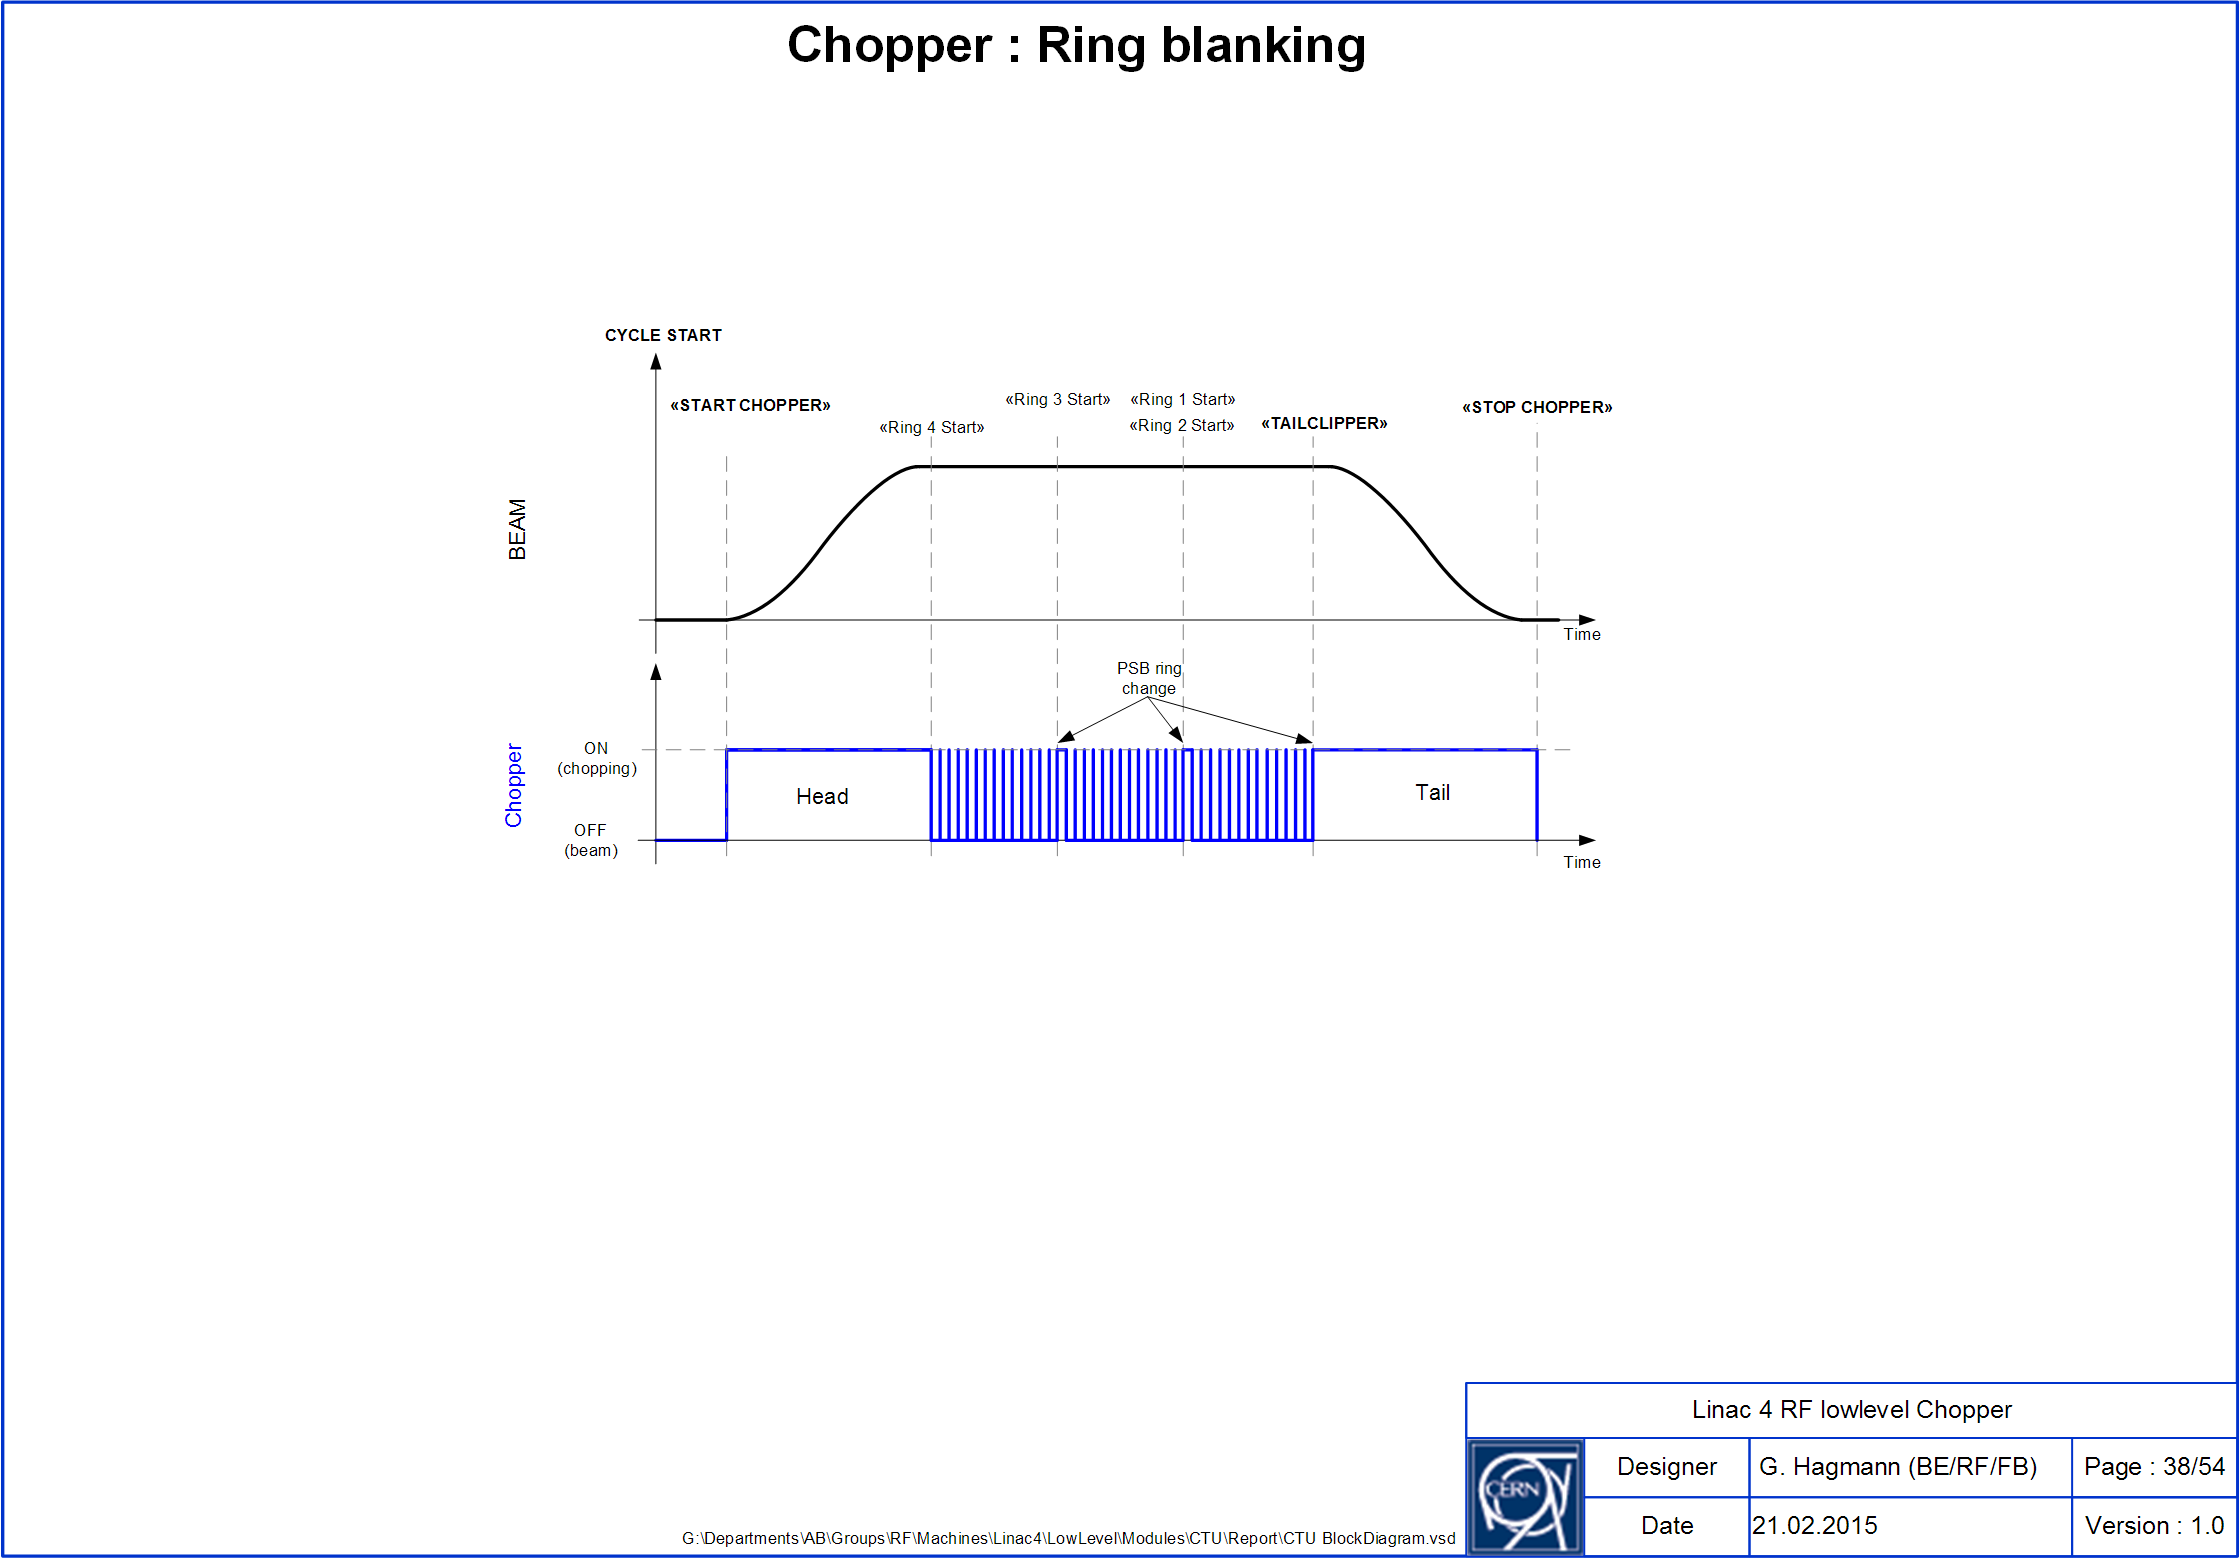 Chopper : Ring blanking
CYCLE START
«START CHOPPER»
«Ring 4 Start»
«Ring 3 Start»
«Ring 1 Start»
«Ring 2 Start»
«TAILCLIPPER»
«STOP CHOPPER»
BEAM
Time
PSB ring
change
Chopper
ON
(chopping)
OFF
(beam)
Head
Tail
Time
Linac 4 RF lowlevel Chopper
CERN
Designer
G. Hagmann (BE/RF/FB)
Page : 38/54
Date
21.02.2015
Version : 1.0
G:\Departments\AB\Groups\RF\Machines\Linac4\LowLevel\Modules\CTU\Report\CTU BlockDiagram.vsd